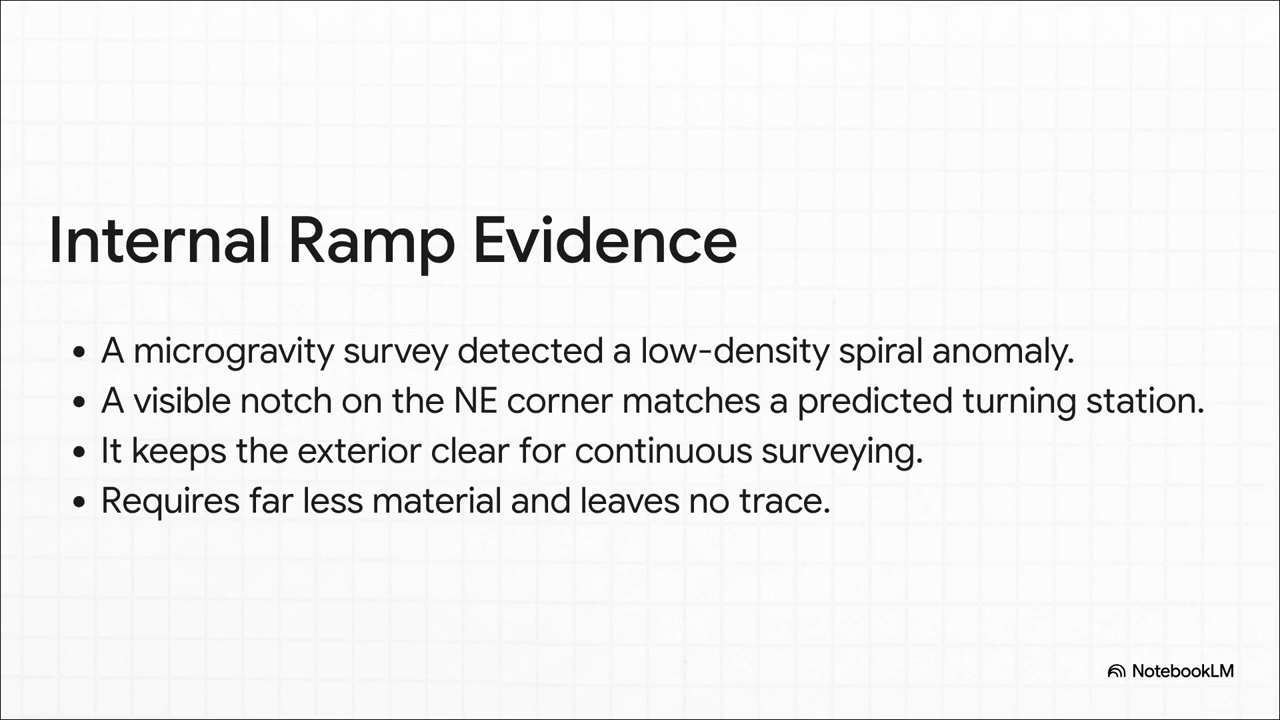 Internal Ramp Evidence
• A microgravity survey detected a low-density spiral anomaly.
• A visible notch on the NE corner matches a predicted turning station.
• It keeps the exterior clear for continuous surveying.
• Requires far less material and leaves no trace.
NotebookLM